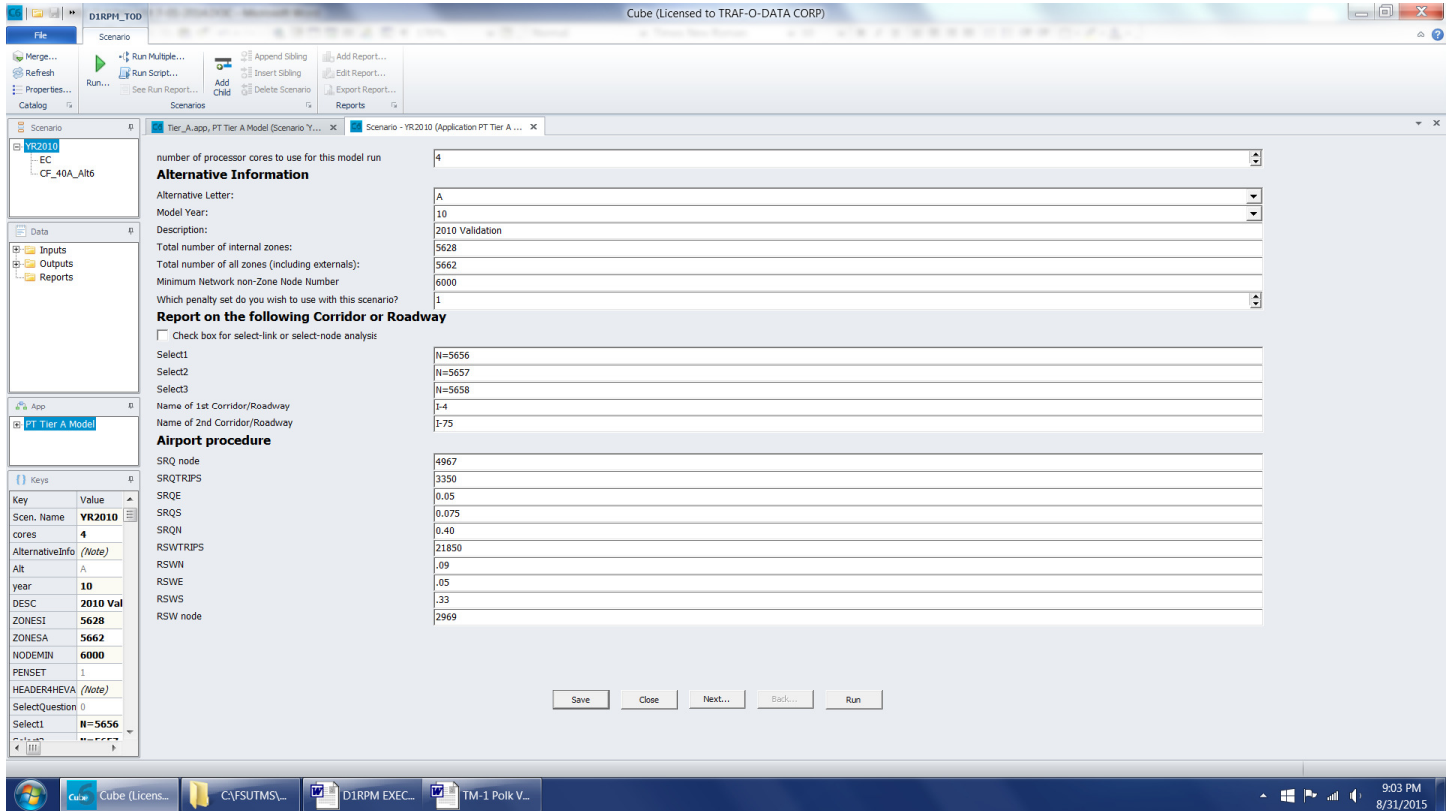 D1RPM_TOD
Cube (Licensed to TRAF-O-DATA CORP)
File
Scenario
Merge...
Refresh
Properties...
Catalog
Run...
Run Multiple...
Run Script...
See Run Report...
Add Child
Append Sibling
Insert Sibling
Delete Scenario
Scenarios
Add Report...
Edit Report...
Export Report...
Reports
Scenario
YR2010
EC
CF_40A_Alt6
Data
Inputs
Outputs
Reports
App
PT Tier A Model
Keys
Key Value
Scen. Name YR2010
cores 4
AlternativeInfo (Note)
Alt A
year 10
DESC 2010 Val
ZONESI 5628
ZONESA 5662
NODEMIN 6000
PENSET 1
HEADER4HEVA (Note)
SelectQuestion 0
Select1 N=5656
Tier_A.app, PT Tier A Model (Scenario 'Y... X
Scenario - YR2010 (Application PT Tier A ... X
number of processor cores to use for this model run 4
Alternative Information
Alternative Letter: A
Model Year: 10
Description: 2010 Validation
Total number of internal zones: 5628
Total number of all zones (including externals): 5662
Minimum Network non-Zone Node Number 6000
Which penalty set do you wish to use with this scenario? 1
Report on the following Corridor or Roadway
Check box for select-link or select-node analysis
Select1 N=5656
Select2 N=5657
Select3 N=5658
Name of 1st Corridor/Roadway I-4
Name of 2nd Corridor/Roadway I-75
Airport procedure
SRQ node 4967
SRQTRIPS 3350
SRQE 0.05
SRQS 0.075
SRQN 0.40
RSWTRIPS 21850
RSWN .09
RSWE .05
RSWS .33
RSW node 2969
Save Close Next... Back... Run
Cube (Licens...
C:\FSUTMS\...
D1RPM EXEC...
TM-1 Polk V...
9:03 PM
8/31/2015